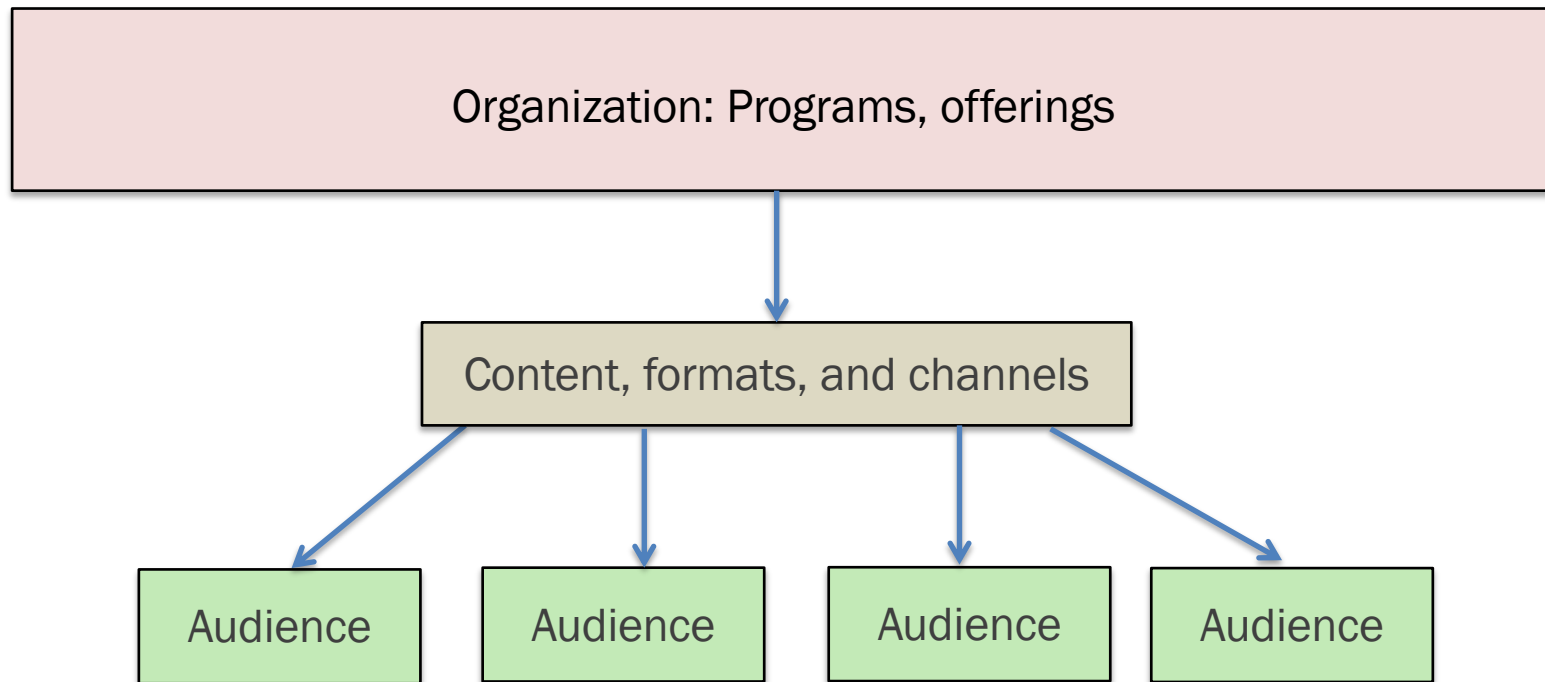 Organization: Programs, offerings
Content, formats, and channels
Audience
Audience
Audience
Audience